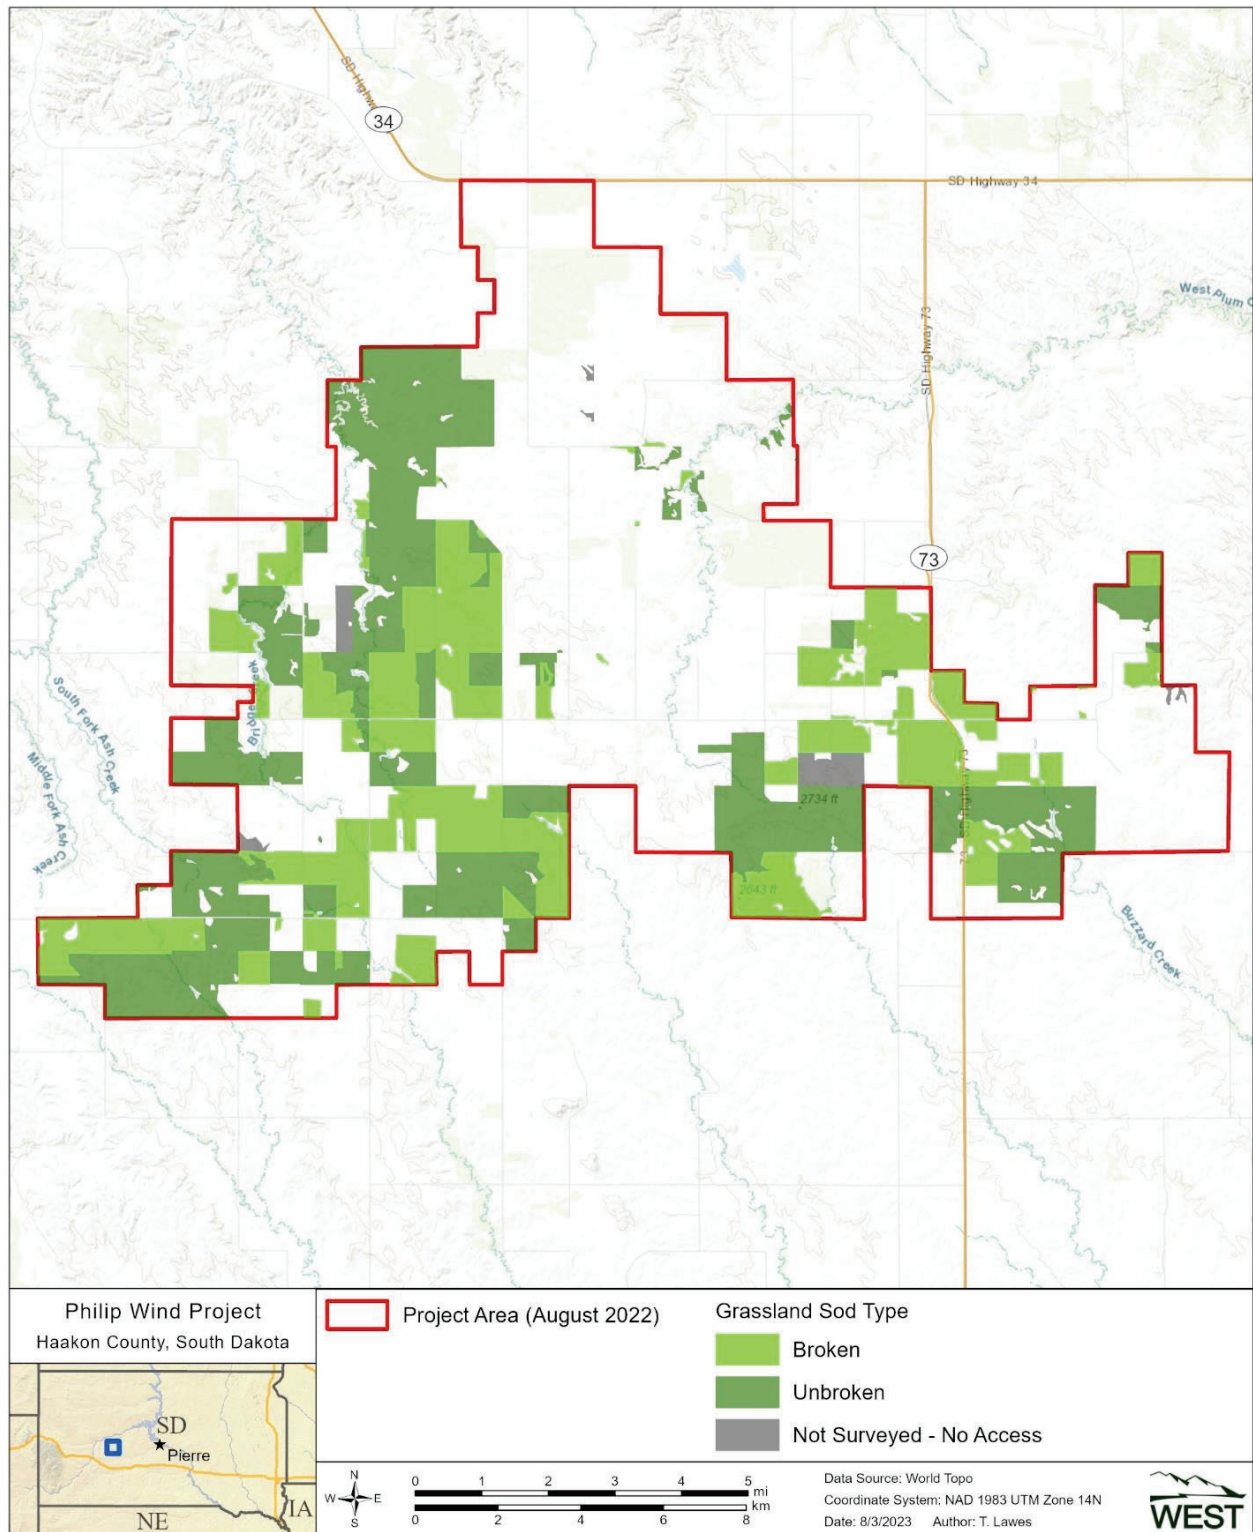 SD Highw
34
SD Highway 34
West Plum C
SD Highway 73
73
South Fork Ash Creek
Middle Fork Ash Creek
SD Highway 73
2734 ft
2643 ft
Buzzard Creek
Philip Wind Project
Haakon County, South Dakota
Project Area (August 2022)
Grassland Sod Type
Broken
Unbroken
Not Surveyed - No Access
SD
Pierre
NE
IA
N
W E
S
0 1 2 3 4 5
mi
km
0 2 4 6 8
Data Source: World Topo
Coordinate System: NAD 1983 UTM Zone 14N
Date: 8/3/2023 Author: T. Lawes
WEST